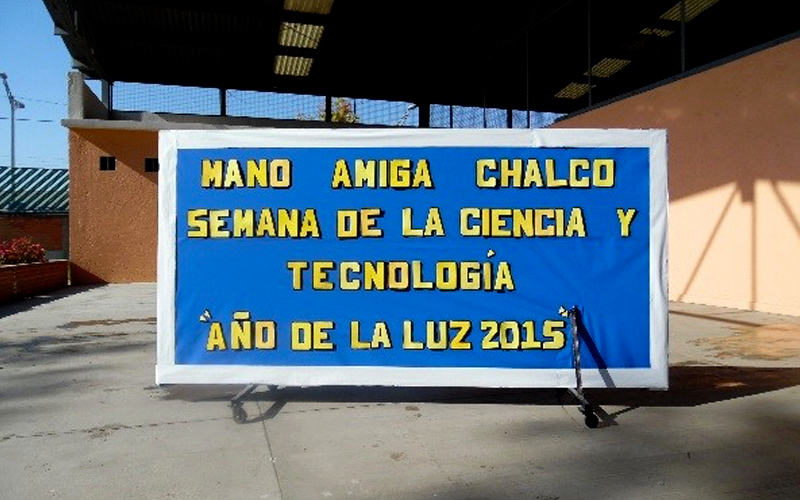 MANO AMIGA CHALCO
SEMANA DE LA CIENCIA Y
TECNOLOGÍA
"AÑO DE LA LUZ 2015"